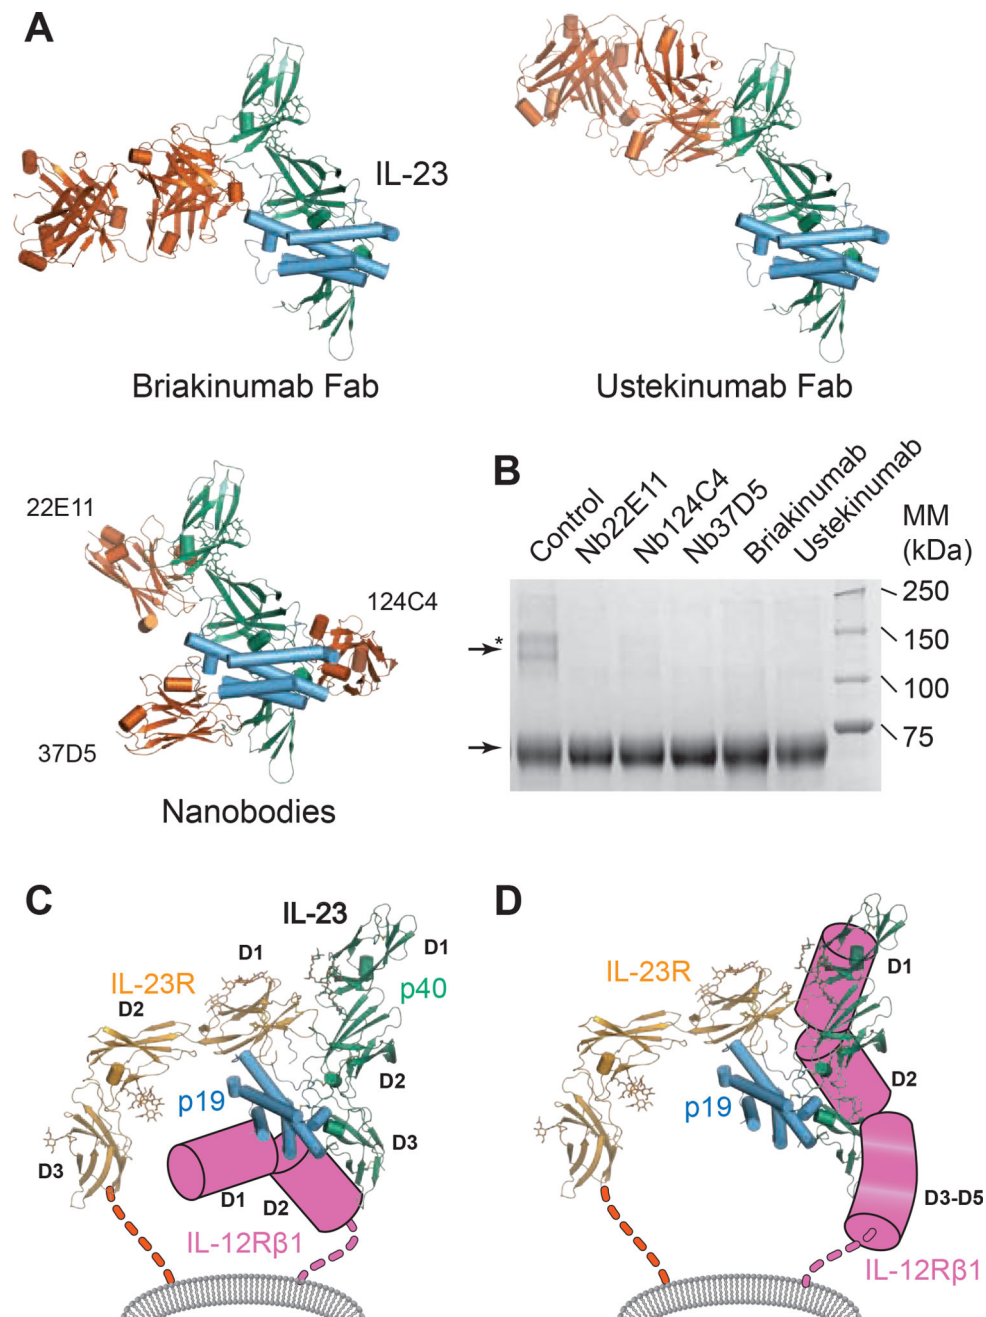 A
IL-23
Briakinumab Fab
Ustekinumab Fab
22E11
124C4
37D5
Nanobodies
B
Control
Nb22E11
Nb124C4
Nb37D5
Briakinumab
Ustekinumab
MM
(kDa)
250
*
150
100
75
C
IL-23
D1
D1
IL-23R
p40
D2
p19
D2
D3
D3
D1
D2
IL-12Rβ1
D
D1
IL-23R
p19
D2
D3-D5
IL-12Rβ1